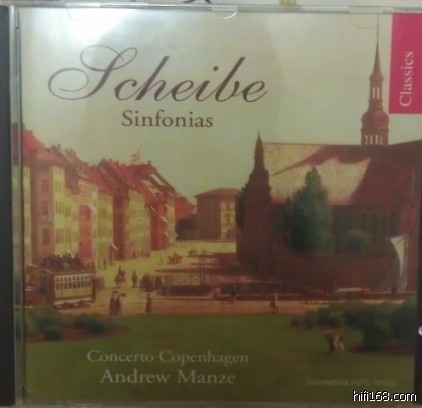 Scheibe
Sinfonias
Classics
Concerto Copenhagen
Andrew Manze
hifi168.com